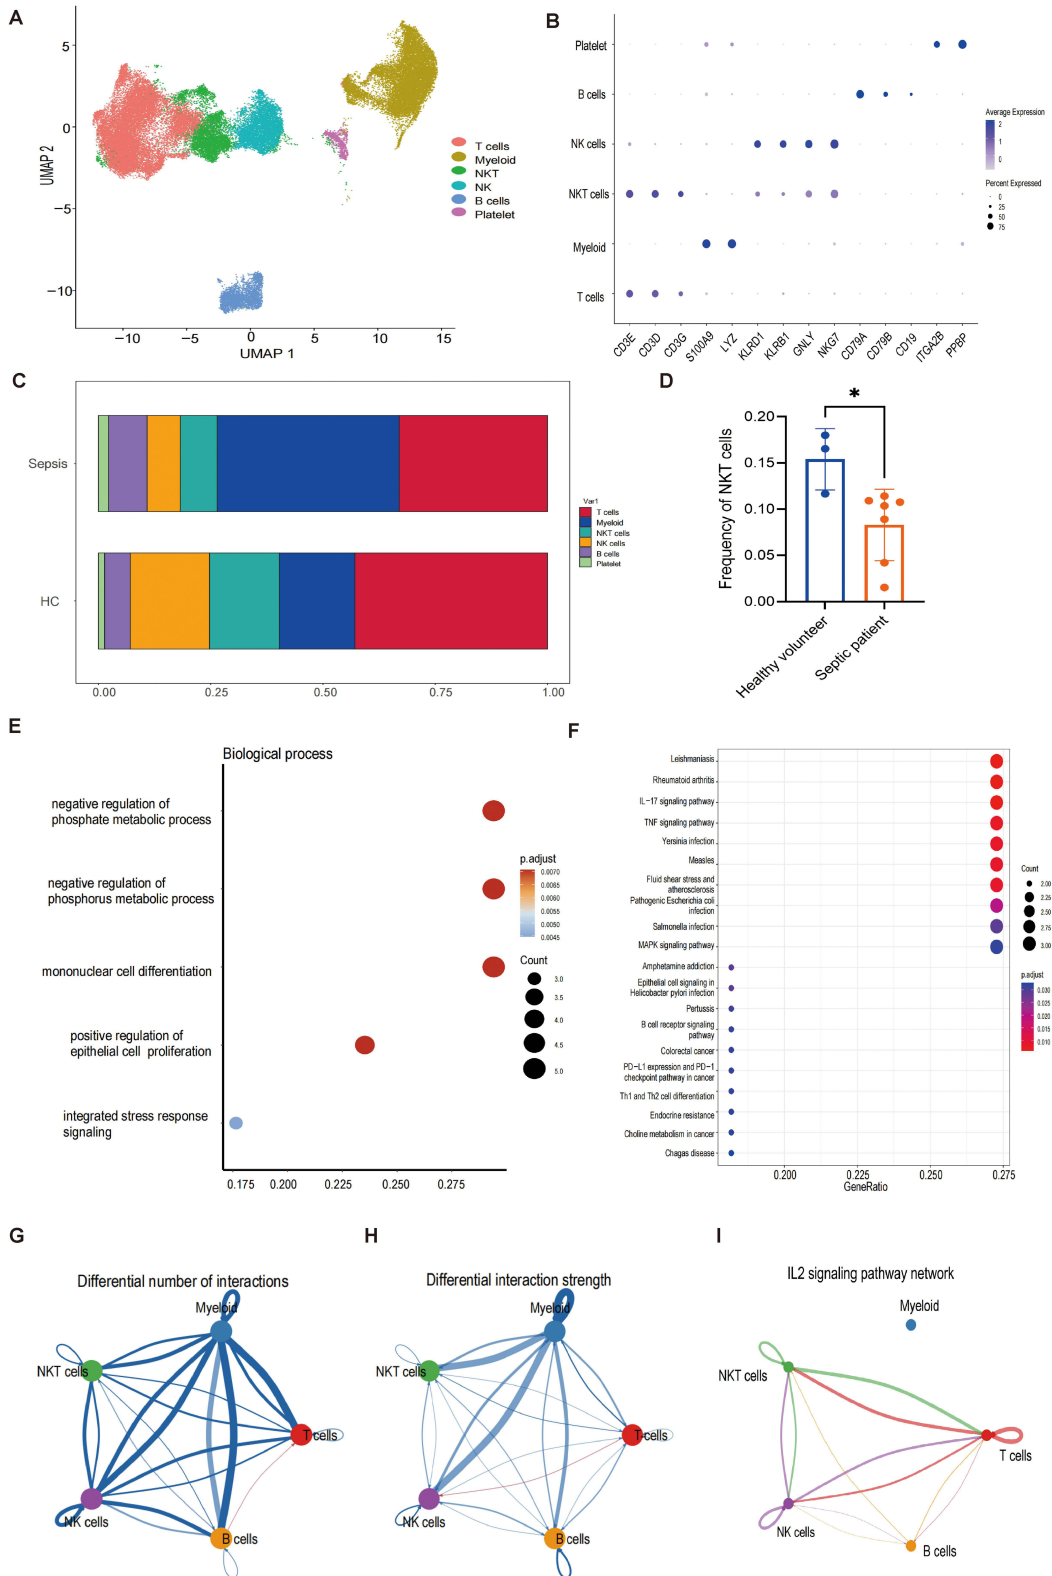 A
UMAP 2
5
0
−5
−10
−10
−5
0
5
10
15
UMAP 1
T cells
Myeloid
NKT
NK
B cells
Platelet
B
Platelet
B cells
NK cells
NKT cells
Myeloid
T cells
CD3E
CD3D
CD3G
S100A9
LYZ
KLRD1
KLRB1
GNLY
NKG7
CD79A
CD79B
CD19
ITGA2B
PPBP
Average Expression
2
1
0
Percent Expressed
0
25
50
75
C
Sepsis
HC
0.00
0.25
0.50
0.75
1.00
Var1
T cells
Myeloid
NKT cells
NK cells
B cells
Platelet
D
Frequency of NKT cells
0.20
0.15
0.10
0.05
0.00
*
Healthy volunteer
Septic patient
E
Biological process
negative regulation of
phosphate metabolic process
negative regulation of
phosphorus metabolic process
mononuclear cell differentiation
positive regulation of
epithelial cell proliferation
integrated stress response
signaling
0.175
0.200
0.225
0.250
0.275
p.adjust
0.0070
0.0065
0.0060
0.0055
0.0050
0.0045
Count
3.0
3.5
4.0
4.5
5.0
F
Leishmaniasis
Rheumatoid arthritis
IL−17 signaling pathway
TNF signaling pathway
Yersinia infection
Measles
Fluid shear stress and
atherosclerosis
Pathogenic Escherichia coli
infection
Salmonella infection
MAPK signaling pathway
Amphetamine addiction
Epithelial cell signaling in
Helicobacter pylori infection
Pertussis
B cell receptor signaling
pathway
Colorectal cancer
PD−L1 expression and PD−1
checkpoint pathway in cancer
Th1 and Th2 cell differentiation
Endocrine resistance
Choline metabolism in cancer
Chagas disease
0.200
0.225
0.250
0.275
GeneRatio
Count
2.00
2.25
2.50
2.75
3.00
p.adjust
0.030
0.025
0.020
0.015
0.010
G
Differential number of interactions
Myeloid
NKT cells
T cells
NK cells
B cells
H
Differential interaction strength
Myeloid
NKT cells
T cells
NK cells
B cells
I
IL2 signaling pathway network
Myeloid
NKT cells
T cells
NK cells
B cells